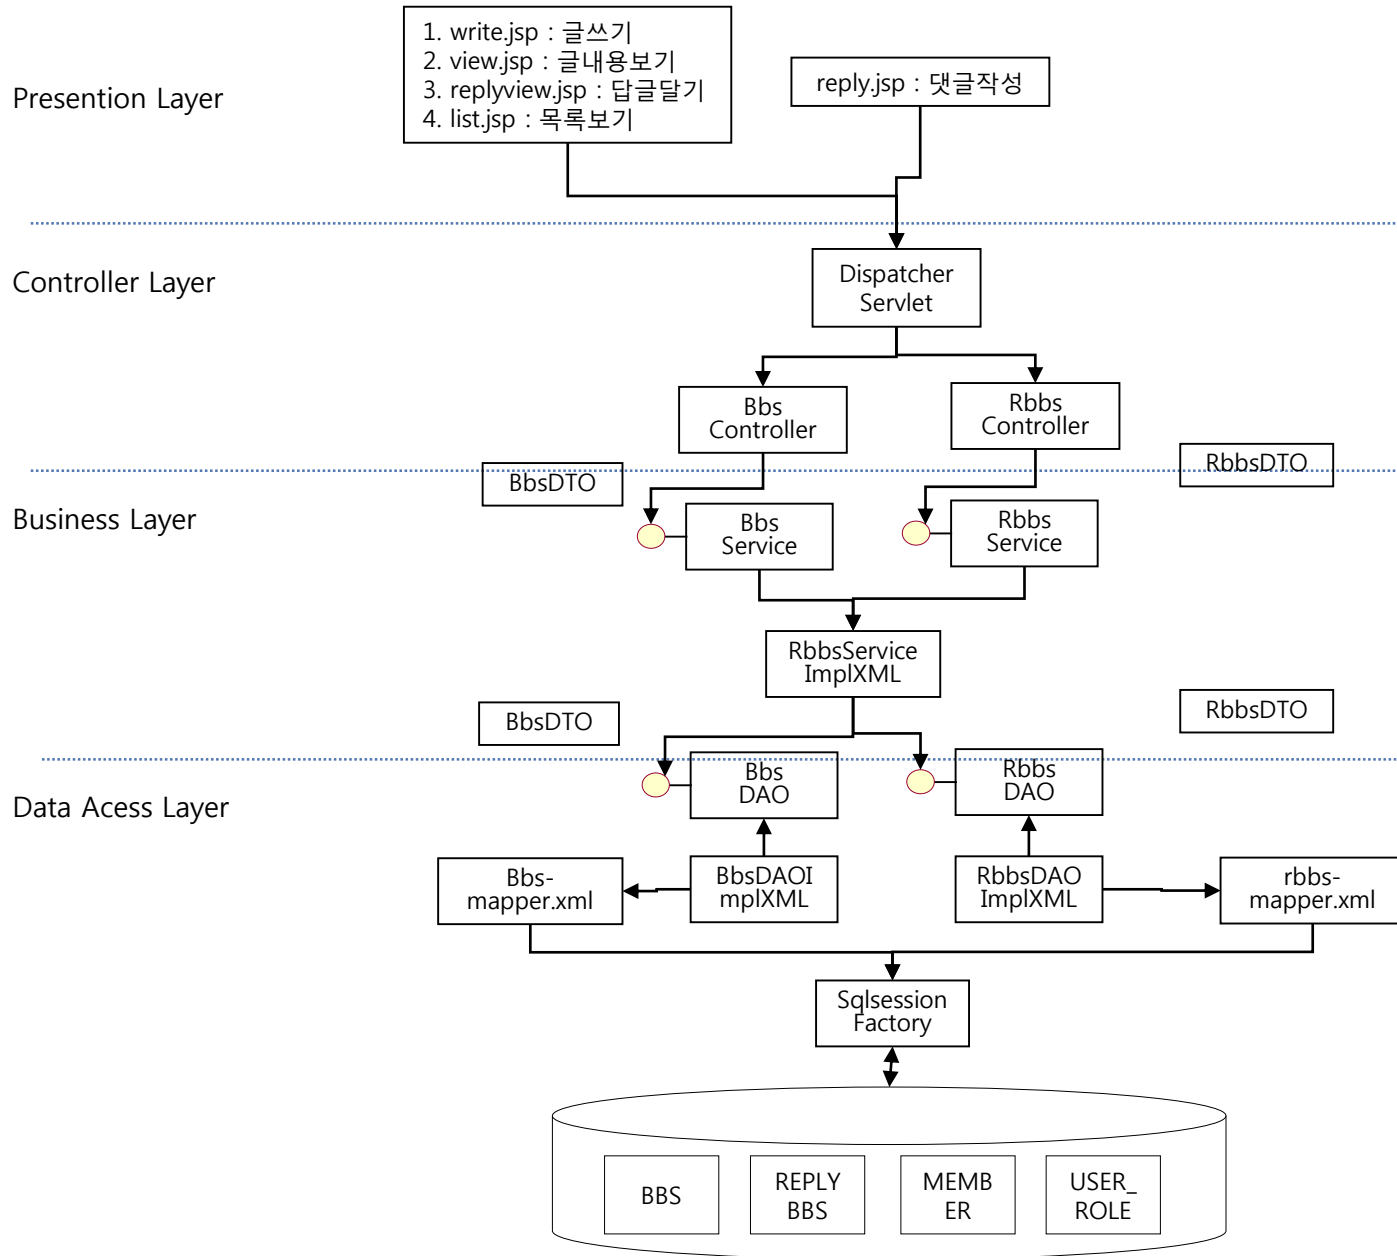 1. write.jsp : 글쓰기
2. view.jsp : 글내용보기
3. replyview.jsp : 답글달기
4. list.jsp : 목록보기
reply.jsp : 댓글작성
Presention Layer
Controller Layer
Dispatcher
Servlet
Bbs
Controller
Rbbs
Controller
BbsDTO
RbbsDTO
Business Layer
Bbs
Service
Rbbs
Service
RbbsService
ImplXML
BbsDTO
RbbsDTO
Data Acess Layer
Bbs
DAO
Rbbs
DAO
Bbs-
mapper.xml
BbsDAOI
mplXML
RbbsDAO
ImplXML
rbbs-
mapper.xml
Sqlsession
Factory
BBS
REPLY
BBS
MEMB
ER
USER_
ROLE